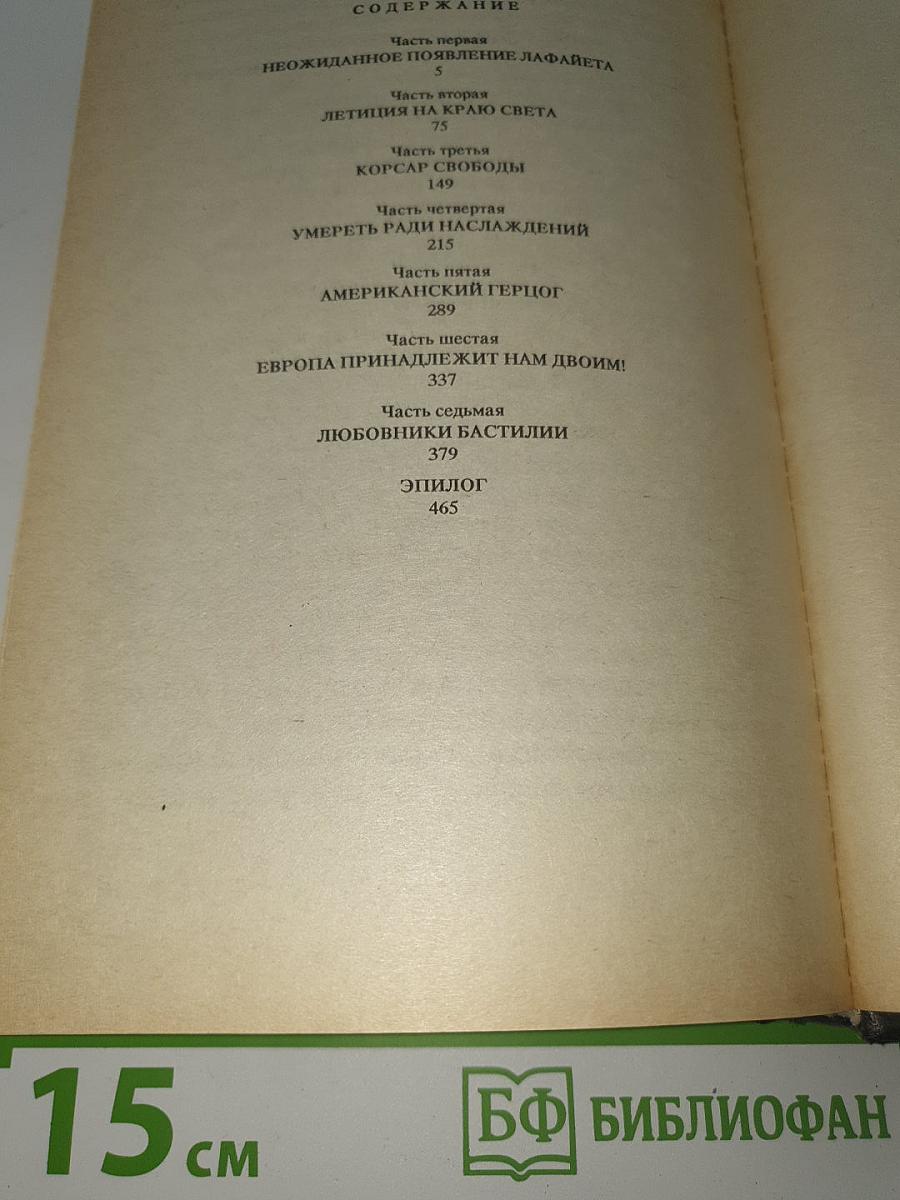 СОДЕРЖАНИЕ
Часть первая
НЕОЖИДАННОЕ ПОЯВЛЕНИЕ ЛАФАЙЕТА
5
Часть вторая
ЛЕТИЦИЯ НА КРАЮ СВЕТА
75
Часть третья
КОРСАР СВОБОДЫ
149
Часть четвертая
УМЕРЕТЬ РАДИ НАСЛАЖДЕНИЙ
215
Часть пятая
АМЕРИКАНСКИЙ ГЕРЦОГ
289
Часть шестая
ЕВРОПА ПРИНАДЛЕЖИТ НАМ ДВОИМ!
337
Часть седьмая
ЛЮБОВНИКИ БАСТИЛИИ
379
ЭПИЛОГ
465
15 см
БФ БИБЛИОФАН